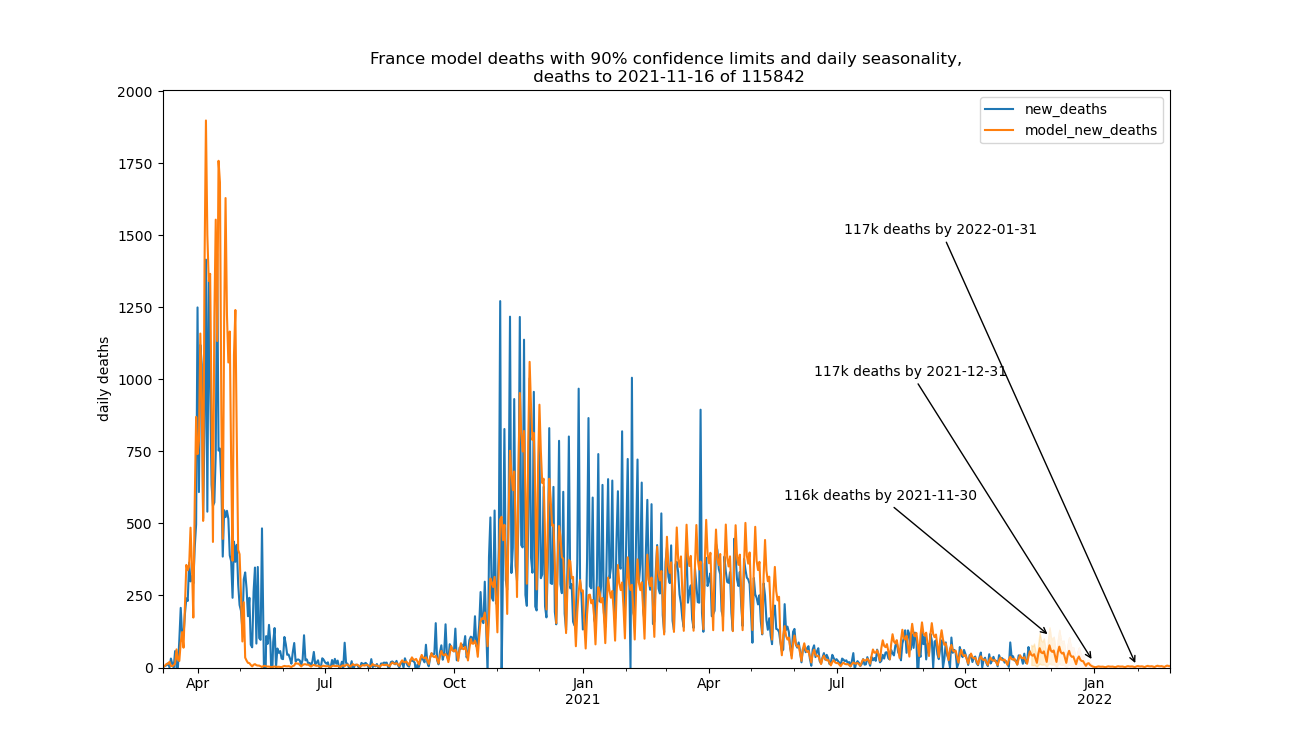 France model deaths with 90% confidence limits and daily seasonality,
deaths to 2021-11-16 of 115842
2000
1750
1500
1250
1000
750
500
250
0
daily deaths
new_deaths
model_new_deaths
117k deaths by 2022-01-31
117k deaths by 2021-12-31
116k deaths by 2021-11-30
Apr
Jul
Oct
Jan
2021
Apr
Jul
Oct
Jan
2022